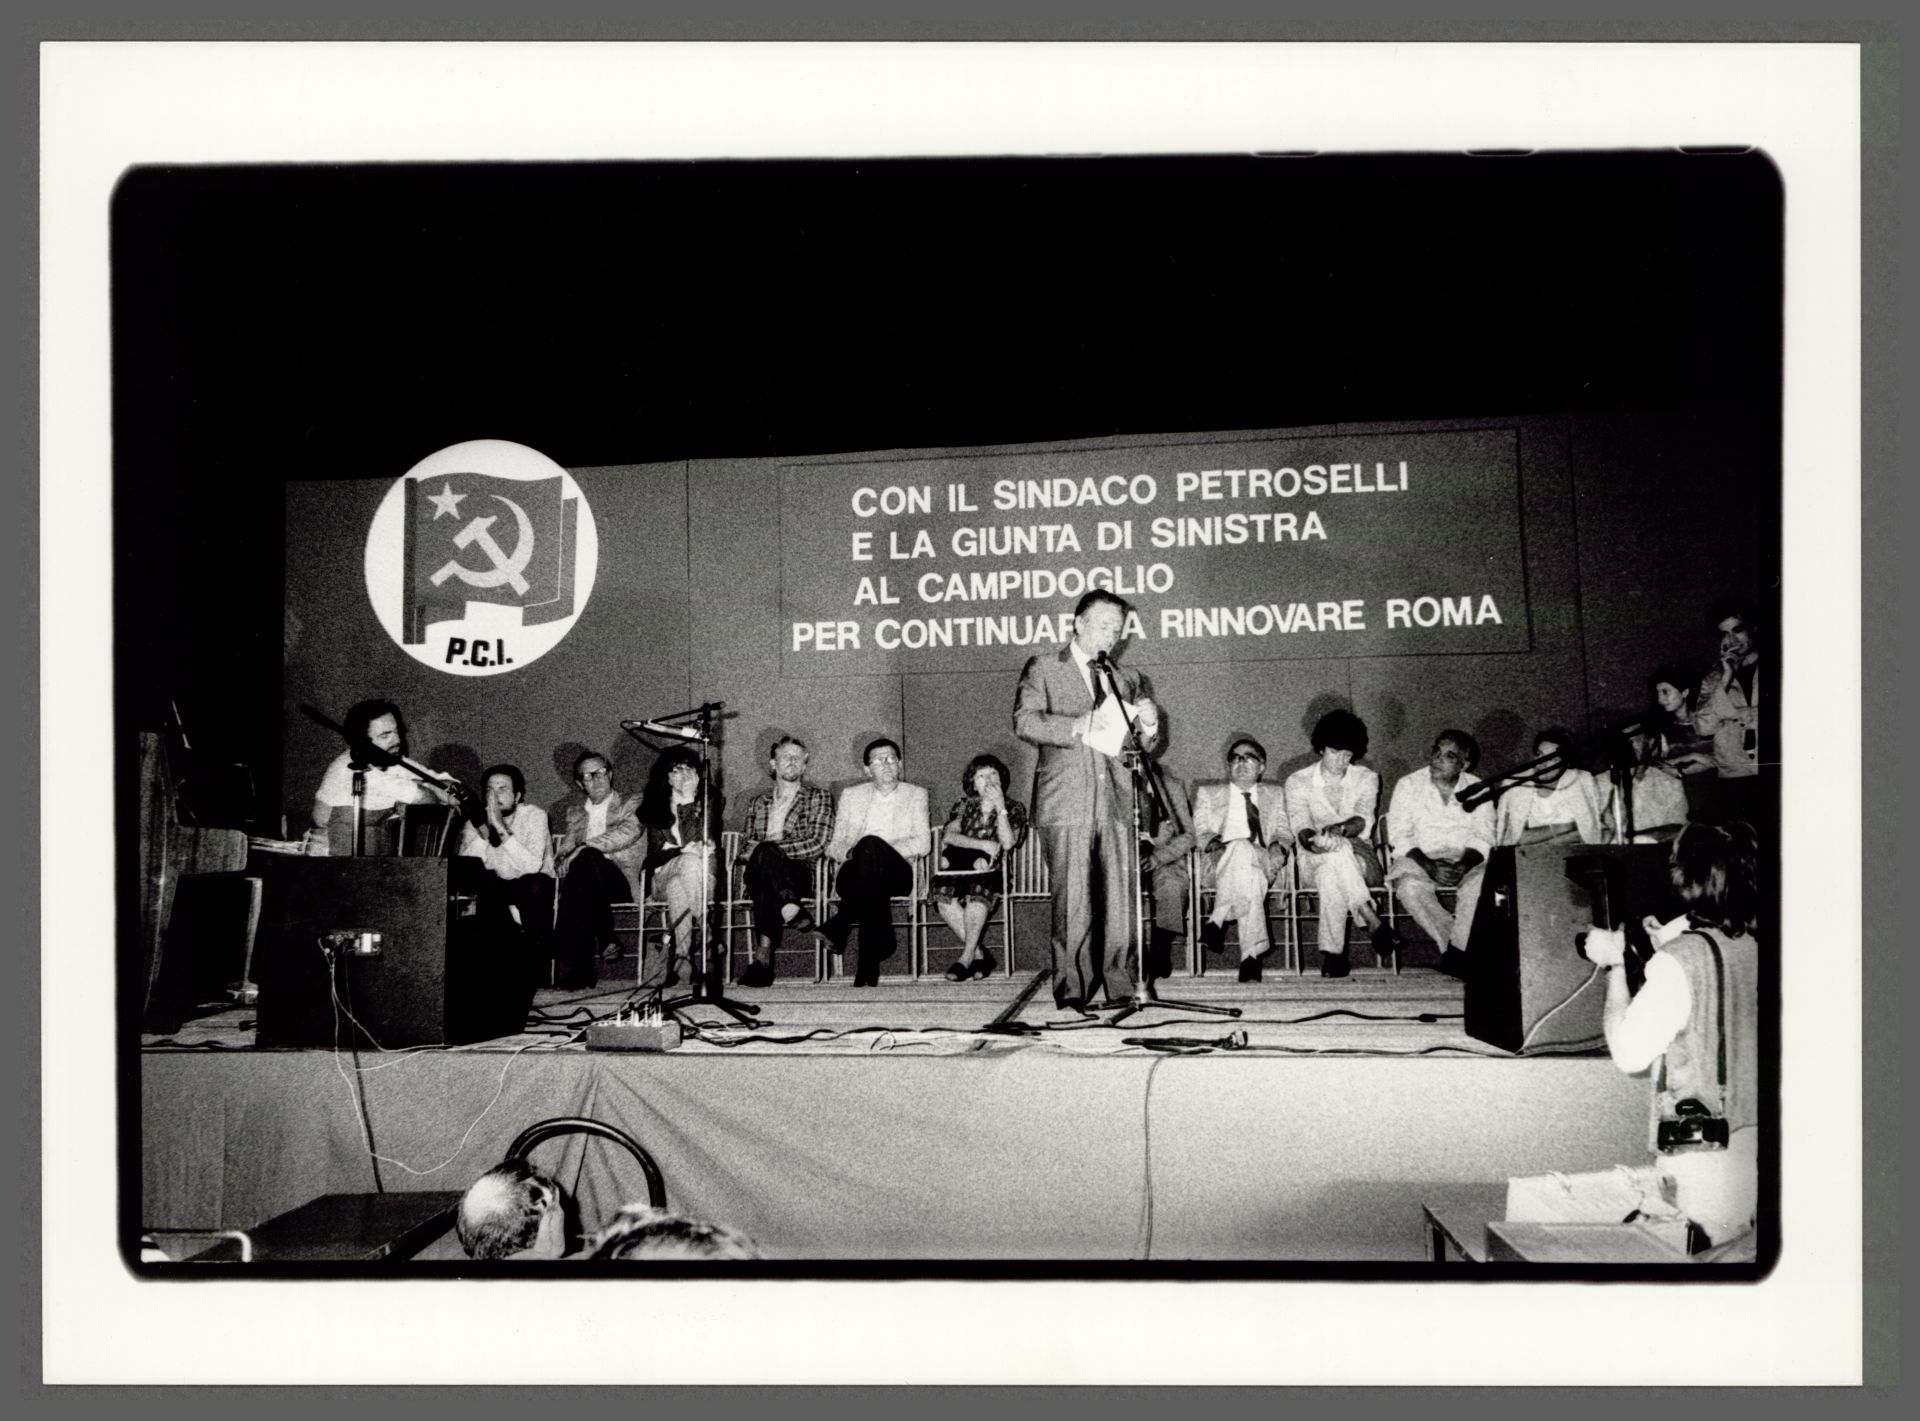 CON IL SINDACO PETROSELLI
E LA GIUNTA DI SINISTRA
AL CAMPIDOGLIO
PER CONTINUAR A RINNOVARE ROMA
P.C.I.